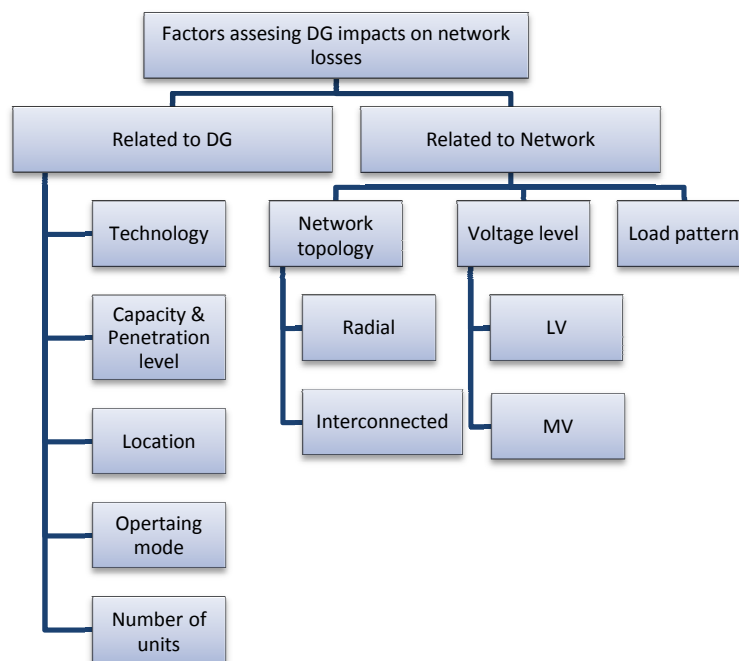 Factors assesing DG impacts on network
losses
Related to DG
Related to Network
Technology
Capacity &
Penetration
level
Location
Opertaing
mode
Number of
units
Network
topology
Radial
Interconnected
Voltage level
LV
MV
Load pattern